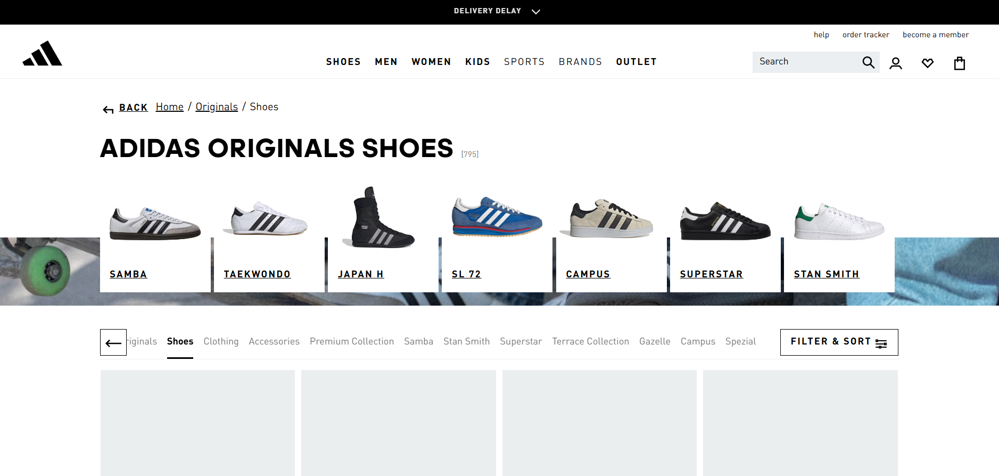 DELIVERY DELAY
help order tracker become a member
SHOES MEN WOMEN KIDS SPORTS BRANDS OUTLET
Search
BACK Home / Originals / Shoes
ADIDAS ORIGINALS SHOES [795]
SAMBA TAEKWONDO JAPAN H SL 72 CAMPUS SUPERSTAR STAN SMITH
riginals Shoes Clothing Accessories Premium Collection Samba Stan Smith Superstar Terrace Collection Gazelle Campus Spezial
FILTER & SORT